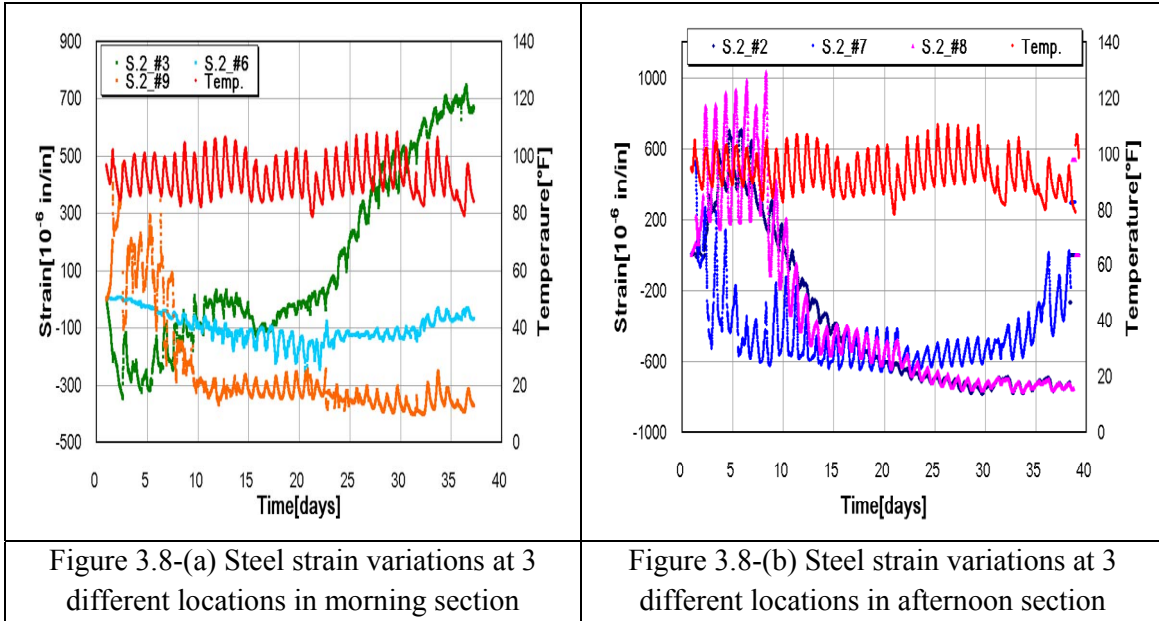 900
700
500
300
100
-100
-300
-500
Strain[10⁻⁶ in/in]
S.2_#3 S.2_#6
S.2_#9 Temp.
140
120
100
80
60
40
20
0
Temperaure[°F]
0 5 10 15 20 25 30 35 40
Time[days]
1000
600
200
-200
-600
-1000
Strain[10⁻⁶ in/in]
S.2_#2 S.2_#7 S.2_#8 Temp.
140
120
100
80
60
40
20
0
Temperature[°F]
0 5 10 15 20 25 30 35 40
Time[days]
Figure 3.8-(a) Steel strain variations at 3
different locations in morning section
Figure 3.8-(b) Steel strain variations at 3
different locations in afternoon section